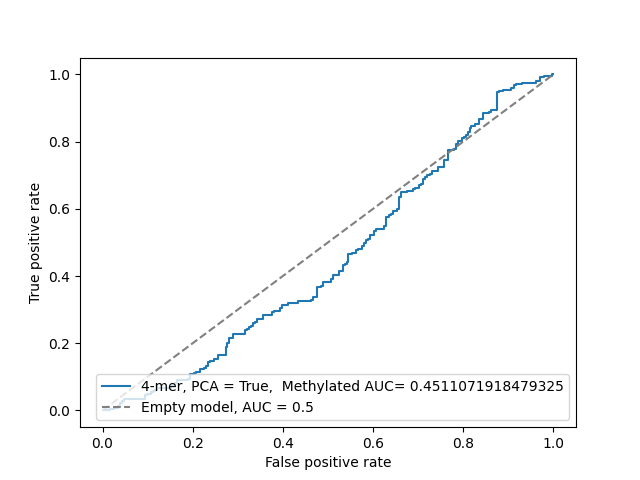 1.0
0.8
0.6
0.4
0.2
0.0
True positive rate
4-mer, PCA = True,  Methylated AUC= 0.4511071918479325
Empty model, AUC = 0.5
0.0 0.2 0.4 0.6 0.8 1.0
False positive rate